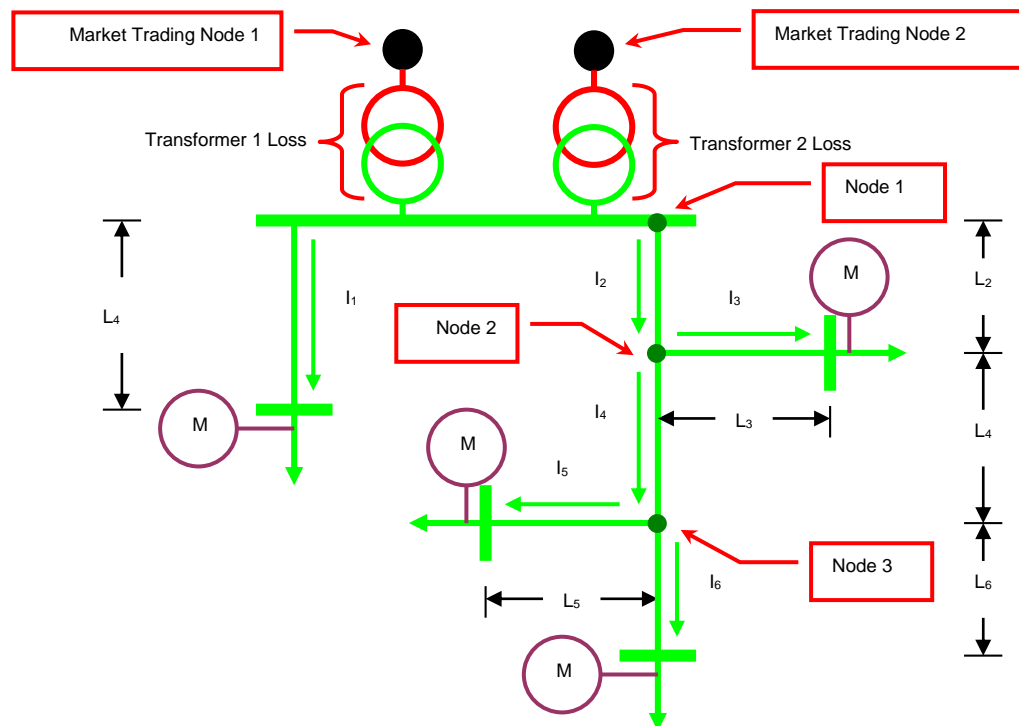 Market Trading Node 1
Market Trading Node 2
Transformer 1 Loss
Transformer 2 Loss
Node 1
M
L₄
I₁
I₂
I₃
L₂
Node 2
M
M
I₄
L₃
L₄
I₅
Node 3
L₅
I₆
L₆
M